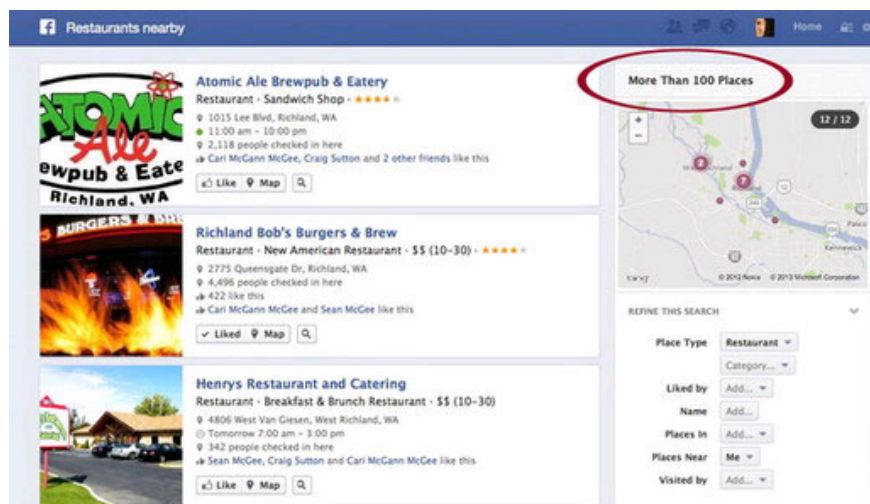 Restaurants nearby
Home
ATOMIC
Ale
ewpub & Eate
Richland, WA
Atomic Ale Brewpub & Eatery
Restaurant · Sandwich Shop ·
1015 Lee Blvd, Richland, WA
11:00 am – 10:00 pm
2,118 people checked in here
Cari McGann McGee, Craig Sutton and 2 other friends like this
Like Map
BURGERS &
Richland Bob's Burgers & Brew
Restaurant · New American Restaurant · $$ (10–30) ·
2775 Queensgate Dr, Richland, WA
4,496 people checked in here
422 like this
Cari McGann McGee and Sean McGee like this
Liked Map
Henrys Restaurant and Catering
Restaurant · Breakfast & Brunch Restaurant · $$ (10–30)
4806 West Van Giesen, West Richland, WA
Tomorrow 7:00 am – 3:00 pm
342 people checked in here
Sean McGee, Craig Sutton and Cari McGann McGee like this
Like Map
More Than 100 Places
+
−
12 / 12
2
7
12
240
Pasco
Kennewick
© 2012 Nokia © 2013 Microsoft Corporation
REFINE THIS SEARCH
Place Type Restaurant
Category...
Liked by Add...
Name Add...
Places In Add...
Places Near Me
Visited by Add...